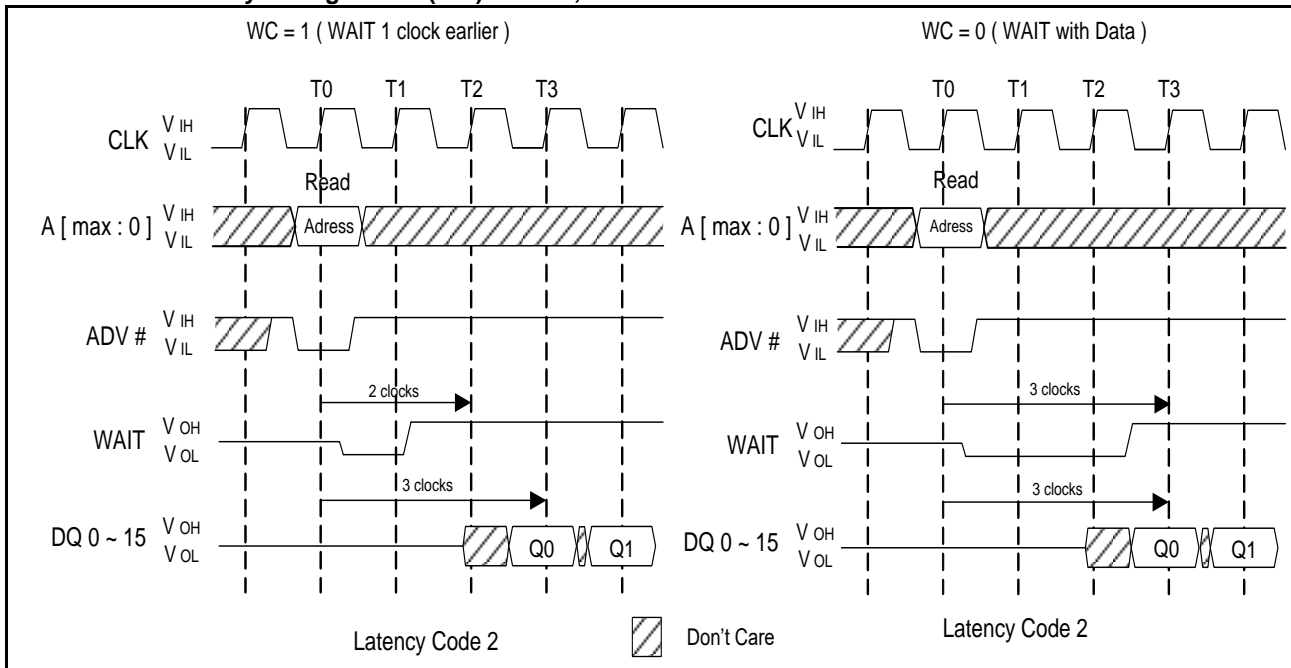 WC = 1 ( WAIT 1 clock earlier )
WC = 0 ( WAIT with Data )
T0 T1 T2 T3
T0 T1 T2 T3
CLK V IH V IL
CLK V IH V IL
Read
Read
A [ max : 0 ] V IH V IL Adress
A [ max : 0 ] V IH V IL Adress
ADV # V IH V IL
ADV # V IH V IL
2 clocks
3 clocks
WAIT V OH V OL
WAIT V OH V OL
3 clocks
3 clocks
DQ 0 ~ 15 V OH V OL Q0 Q1
DQ 0 ~ 15 V OH V OL Q0 Q1
Latency Code 2
Don't Care
Latency Code 2